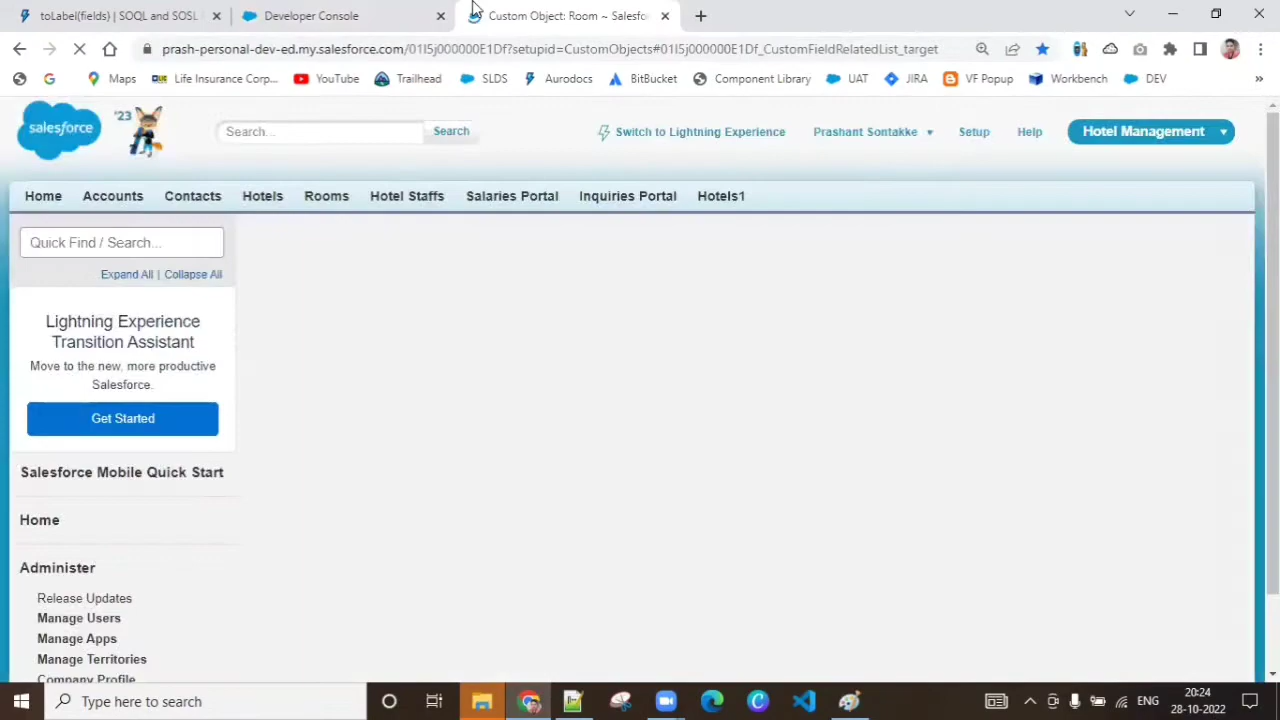 toLabel(fields) | SOQL and SOSL
Developer Console
Custom Object: Room ~ Salesfo
prash-personal-dev-ed.my.salesforce.com/01I5j000000E1Df?setupid=CustomObjects#01I5j000000E1Df_CustomFieldRelatedList_target
Maps
Life Insurance Corp...
YouTube
Trailhead
SLDS
Aurodocs
BitBucket
Component Library
UAT
JIRA
VF Popup
Workbench
DEV
»
salesforce
'23
Search...
Search
Switch to Lightning Experience
Prashant Sontakke
Setup
Help
Hotel Management
Home
Accounts
Contacts
Hotels
Rooms
Hotel Staffs
Salaries Portal
Inquiries Portal
Hotels1
Quick Find / Search...
Expand All | Collapse All
Lightning Experience
Transition Assistant
Move to the new, more productive
Salesforce.
Get Started
Salesforce Mobile Quick Start
Home
Administer
Release Updates
Manage Users
Manage Apps
Manage Territories
Company Profile
Type here to search
ENG
20:24
28-10-2022